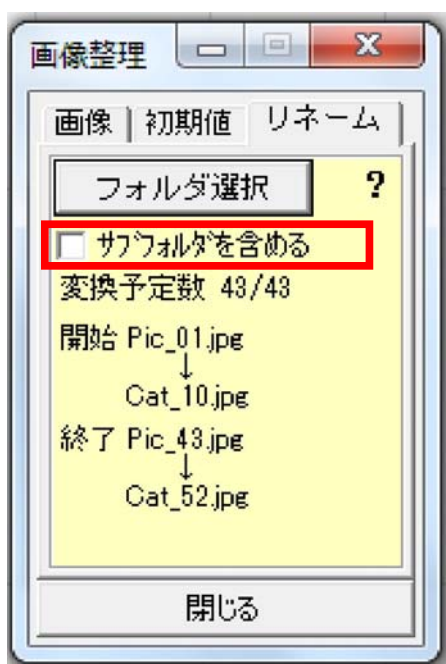 画像整理
画像 初期値 リネーム
フォルダ選択 ?
サブフォルダを含める
変換予定数 43/43
開始 Pic_01.jpg
↓
Cat_10.jpg
終了 Pic_43.jpg
↓
Cat_52.jpg
閉じる